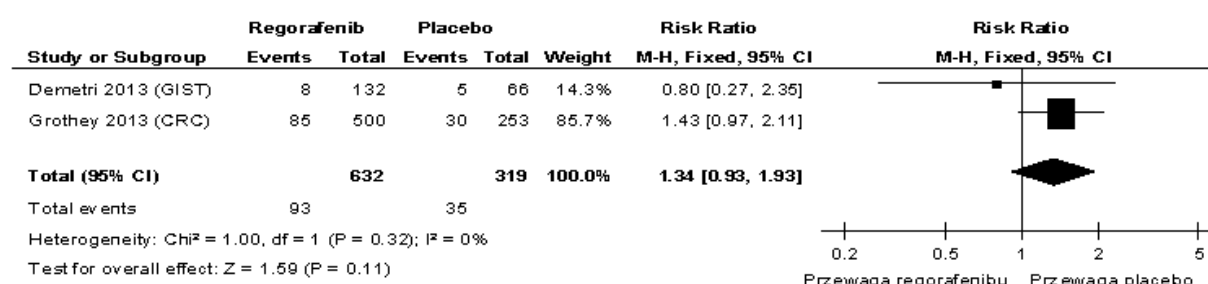 Regorafenib Placebo Risk Ratio Risk Ratio
Study or Subgroup Events Total Events Total Weight M-H, Fixed, 95% CI M-H, Fixed, 95% CI
Demetri 2013 (GIST) 8 132 5 66 14.3% 0.80 [0.27, 2.35]
Grothey 2013 (CRC) 85 500 30 253 85.7% 1.43 [0.97, 2.11]
Total (95% CI) 632 319 100.0% 1.34 [0.93, 1.93]
Total events 93 35
Heterogeneity: Chi² = 1.00, df = 1 (P = 0.32); I² = 0%
Test for overall effect: Z = 1.59 (P = 0.11)
0.2 0.5 1 2 5
Przewaga regorafenibu Przewaga placebo